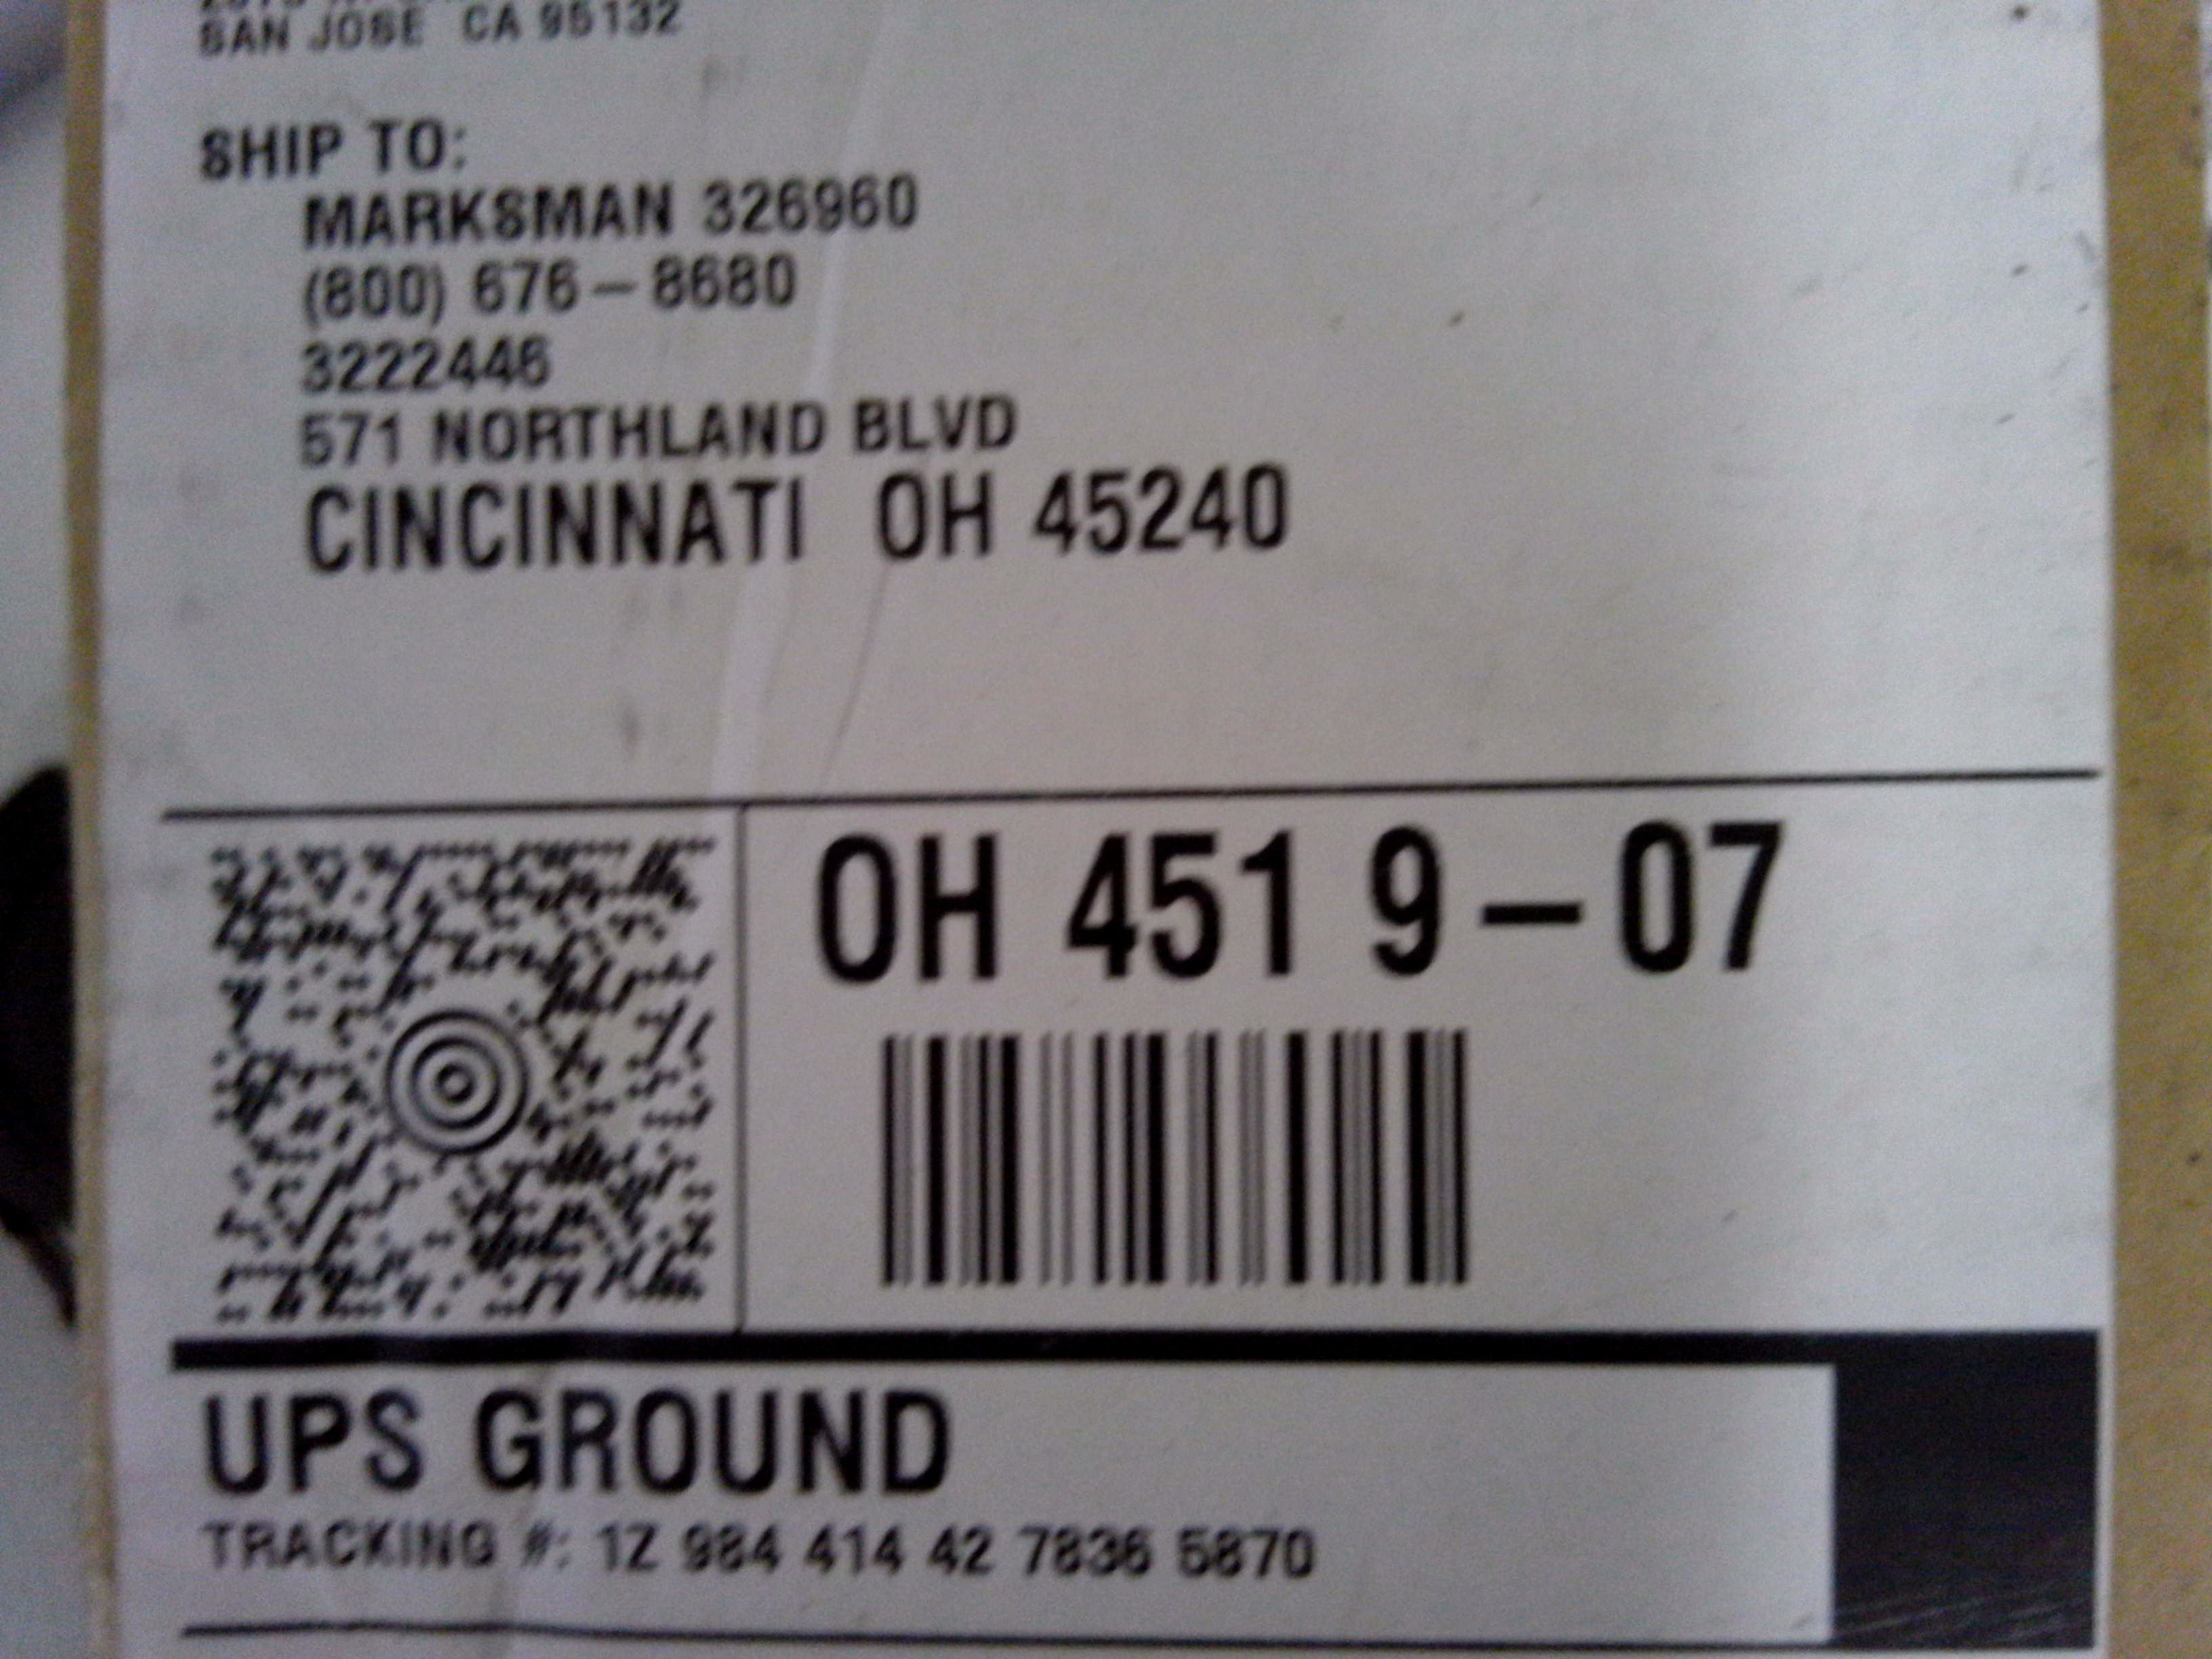 SAN JOSE CA 95132
SHIP TO:
MARKSMAN 326960
(800) 676-8680
3222446
571 NORTHLAND BLVD
CINCINNATI OH 45240
OH 451 9-07
UPS GROUND
TRACKING #: 1Z 984 414 42 7836 5870